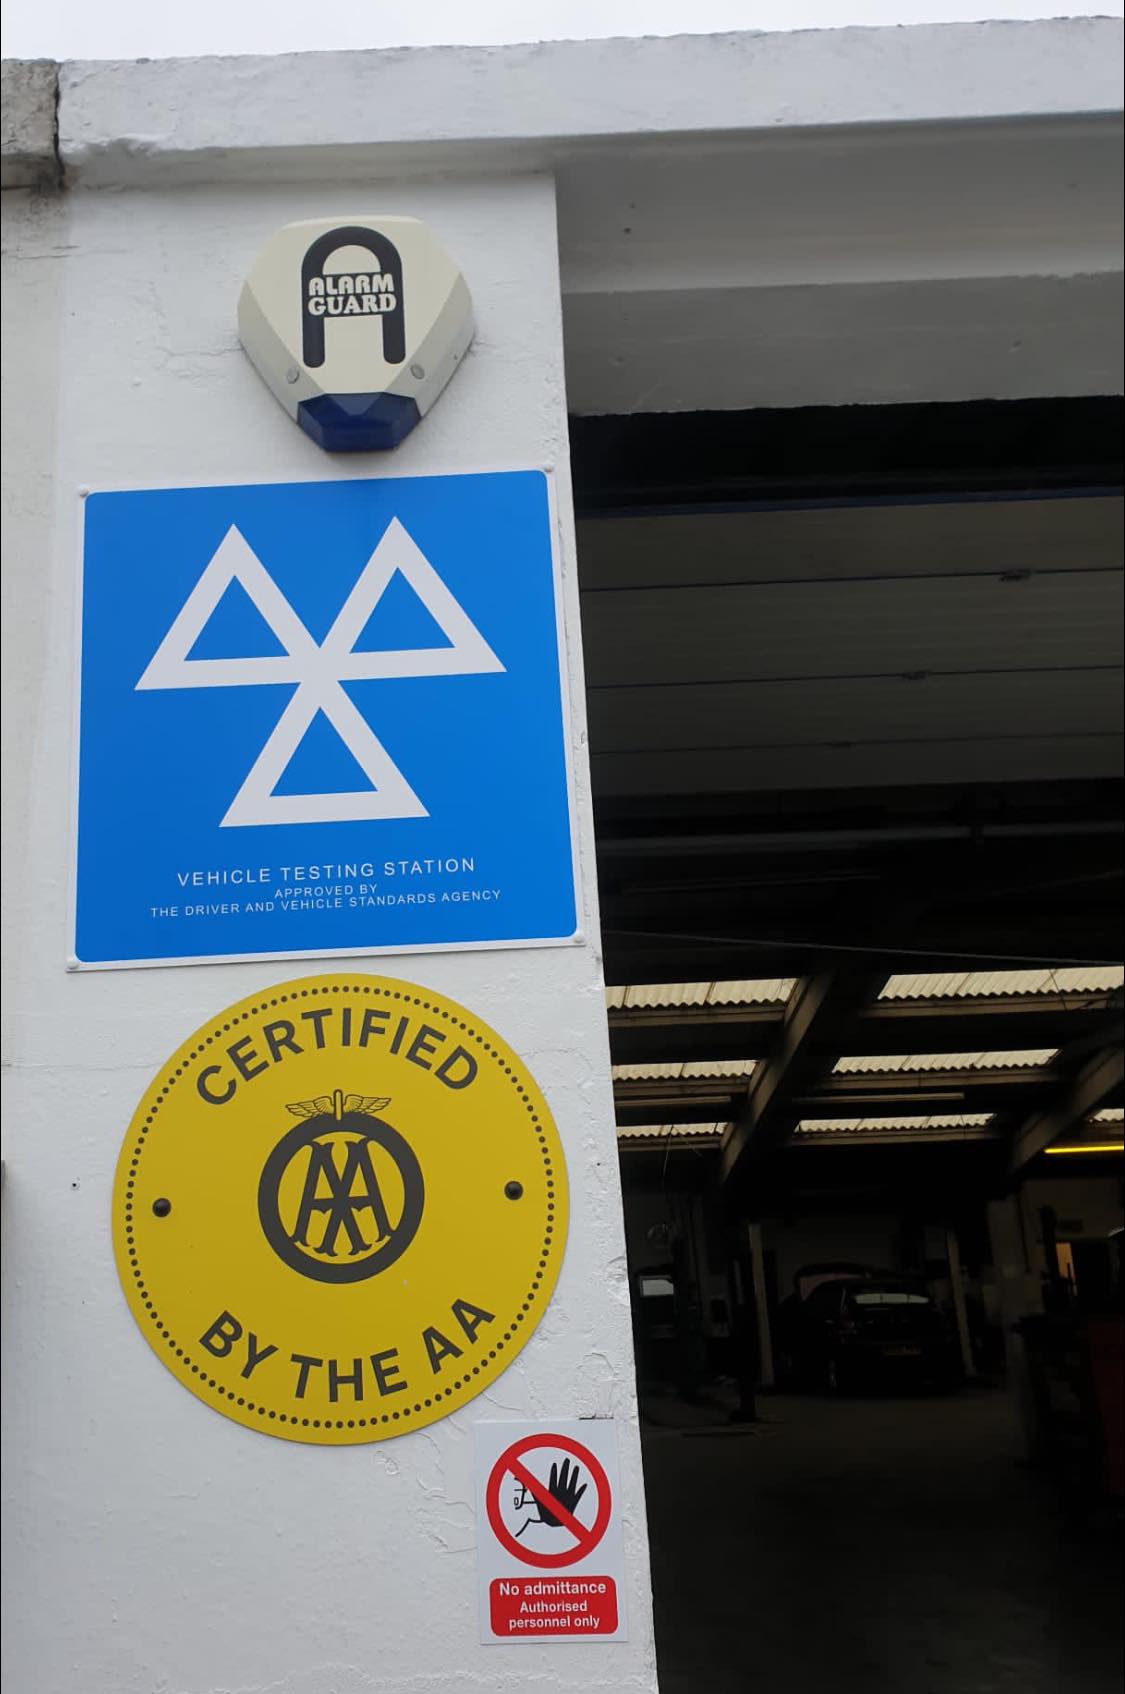 ALARM
GUARD
VEHICLE TESTING STATION
APPROVED BY
THE DRIVER AND VEHICLE STANDARDS AGENCY
CERTIFIED
AA
BY THE AA
No admittance
Authorised
personnel only